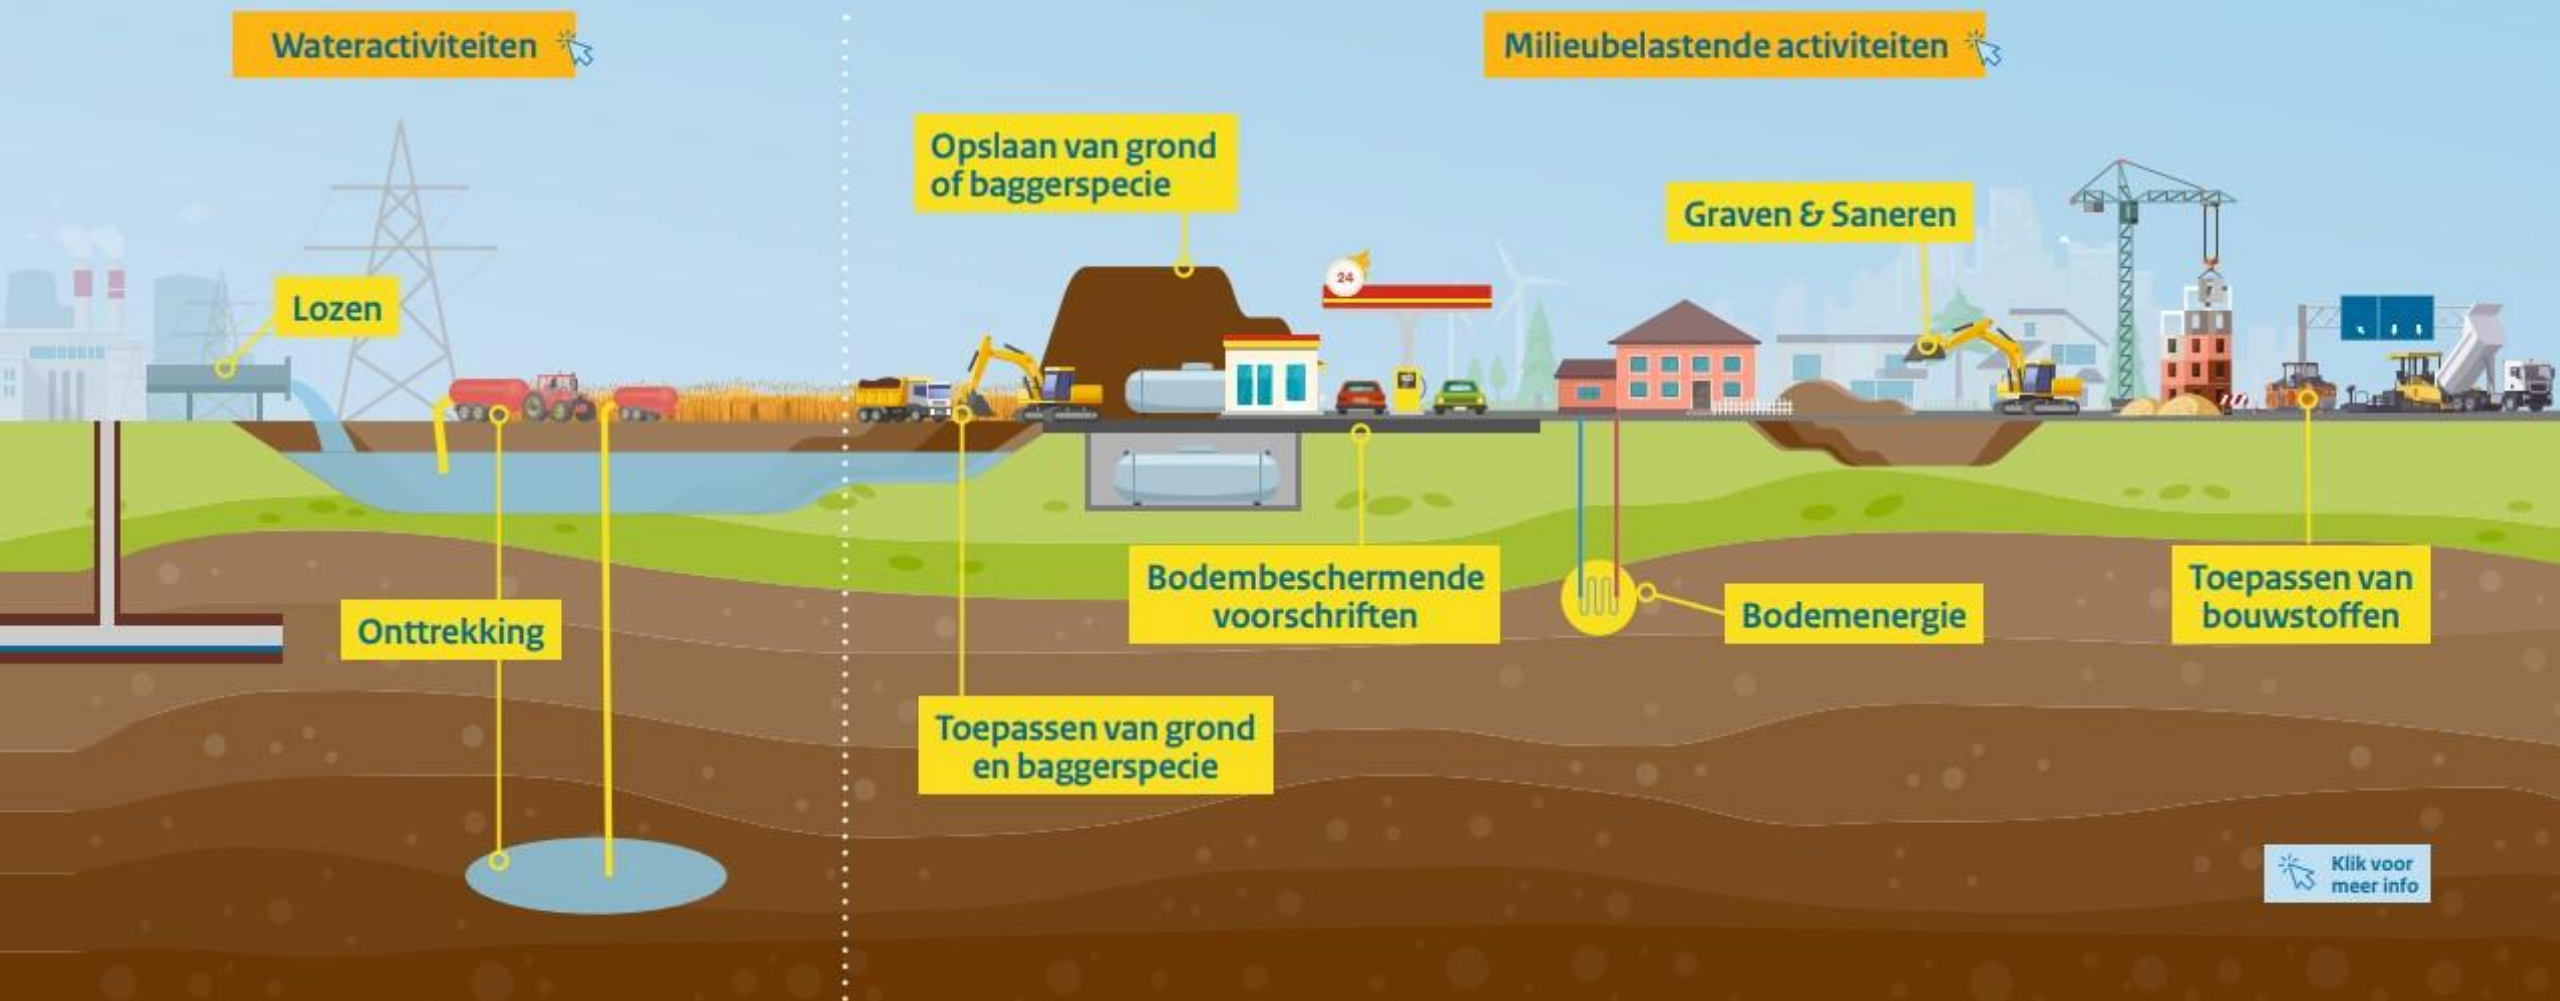 Wateractiviteiten
Milieubelastende activiteiten
Opslaan van grond
of baggerspecie
Graven & Saneren
24
Lozen
Bodembeschermende
voorschriften
Bodemenergie
Toepassen van
bouwstoffen
Onttrekking
Toepassen van grond
en baggerspecie
Klik voor
meer info